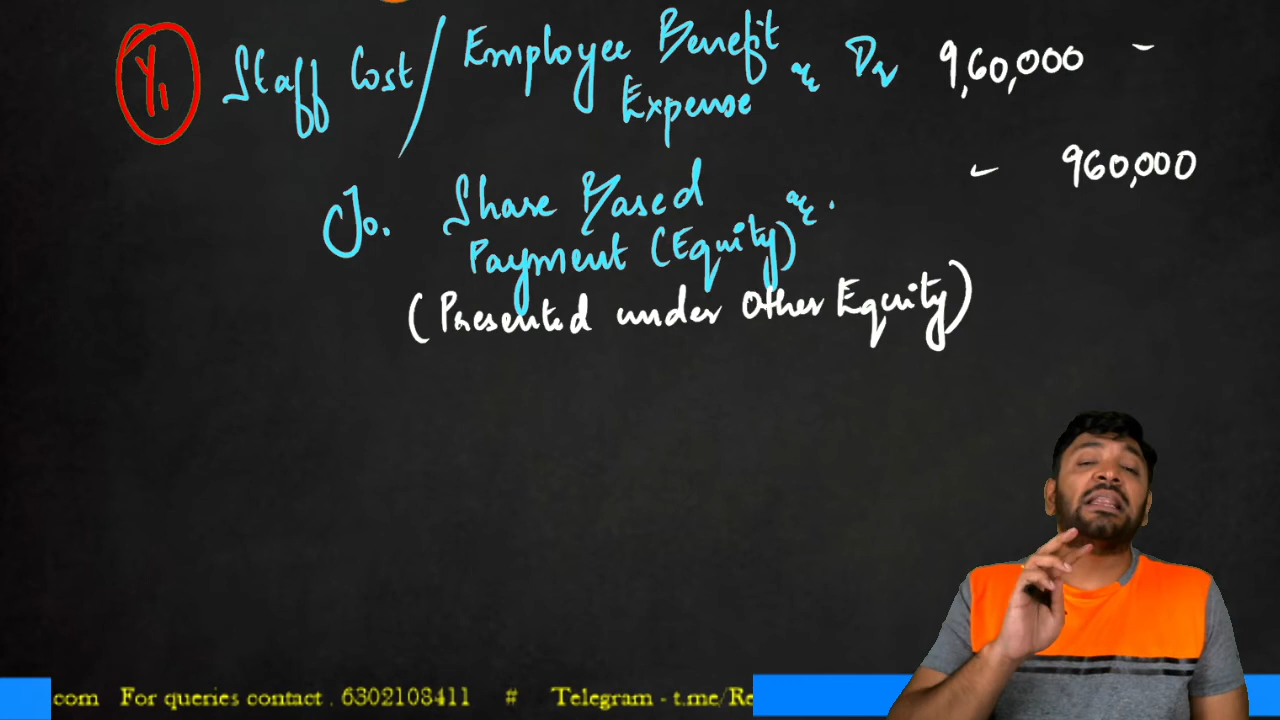 Y1 Staff Cost/ Employee Benefit Expense a/c Dr 9,60,000 -
To. Share Based Payment (Equity) a/c. - 960,000
(Presented under Other Equity)
com For queries contact . 6302108411 # Telegram - t.me/Re